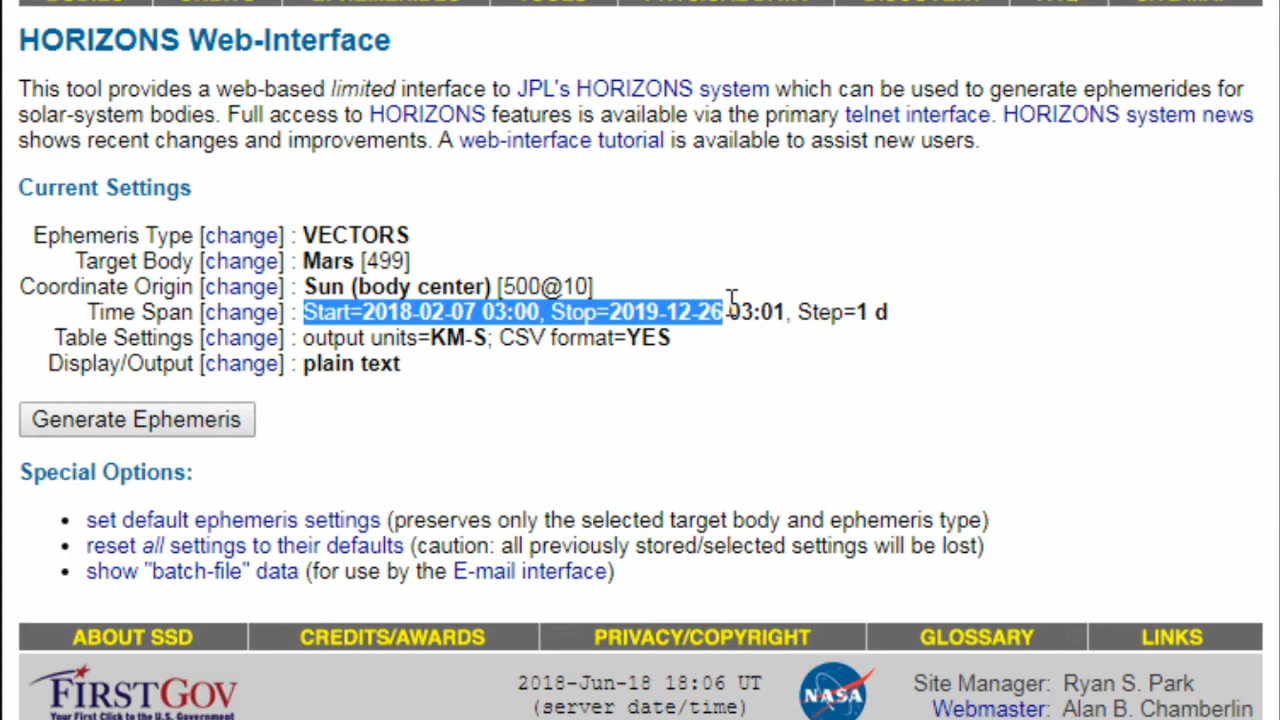 HORIZONS Web-Interface
This tool provides a web-based limited interface to JPL's HORIZONS system which can be used to generate ephemerides for
solar-system bodies. Full access to HORIZONS features is available via the primary telnet interface. HORIZONS system news
shows recent changes and improvements. A web-interface tutorial is available to assist new users.
Current Settings
Ephemeris Type [change] : VECTORS
Target Body [change] : Mars [499]
Coordinate Origin [change] : Sun (body center) [500@10]
Time Span [change] : Start=2018-02-07 03:00, Stop=2019-12-26 03:01, Step=1 d
Table Settings [change] : output units=KM-S; CSV format=YES
Display/Output [change] : plain text
Generate Ephemeris
Special Options:
• set default ephemeris settings (preserves only the selected target body and ephemeris type)
• reset all settings to their defaults (caution: all previously stored/selected settings will be lost)
• show "batch-file" data (for use by the E-mail interface)
ABOUT SSD CREDITS/AWARDS PRIVACY/COPYRIGHT GLOSSARY LINKS
FIRSTGOV
Your First Click to the U.S. Government
2018-Jun-18 18:06 UT
(server date/time)
NASA
Site Manager: Ryan S. Park
Webmaster: Alan B. Chamberlin